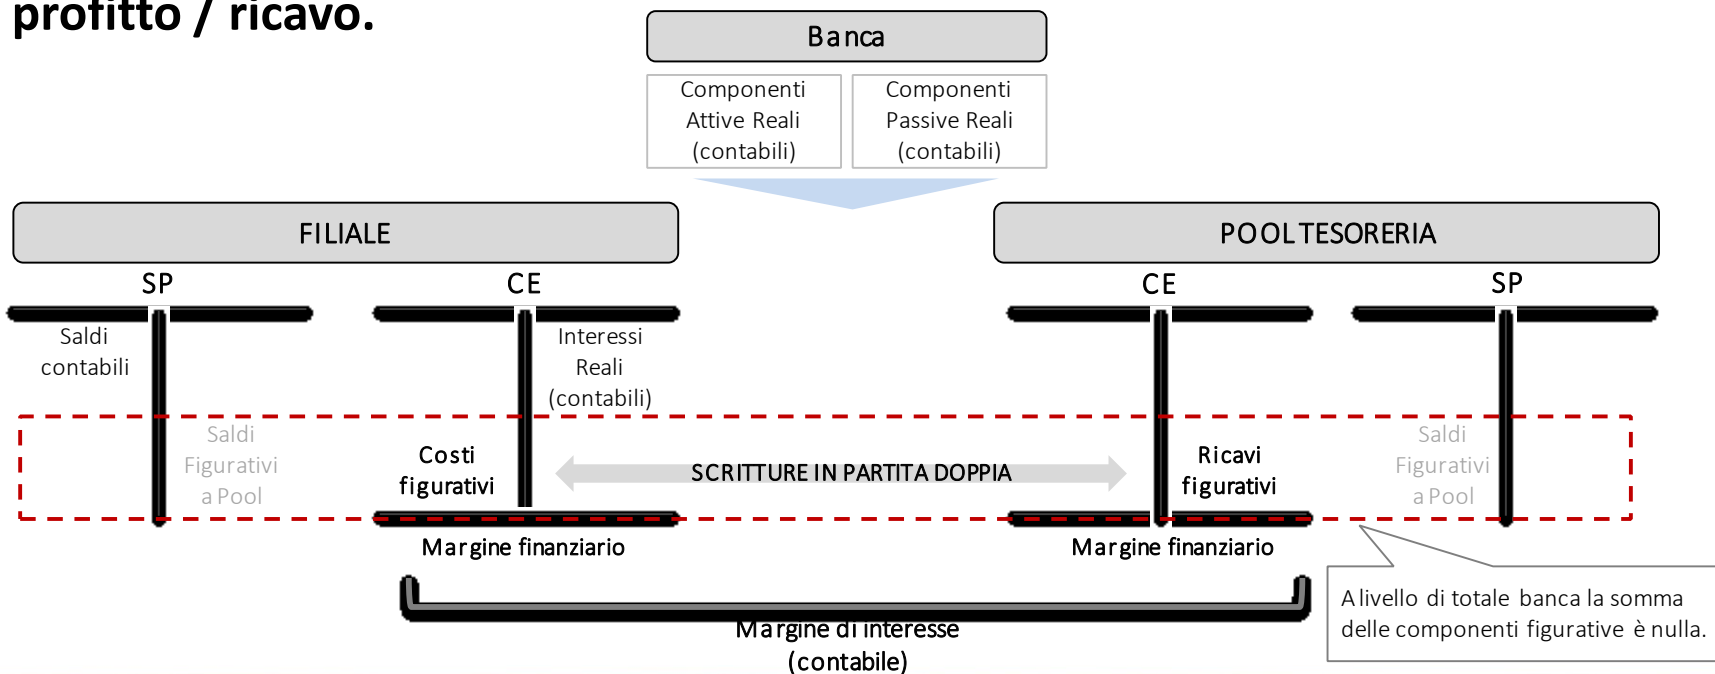 profitto / ricavo.
Banca
Componenti
Attive Reali
(contabili)
Componenti
Passive Reali
(contabili)
FILIALE
POOL TESORERIA
SP
CE
CE
SP
Saldi
contabili
Interessi
Reali
(contabili)
Saldi
Figurativi
a Pool
Costi
figurativi
SCRITTURE IN PARTITA DOPPIA
Ricavi
figurativi
Saldi
Figurativi
a Pool
Margine finanziario
Margine finanziario
A livello di totale banca la somma
delle componenti figurative è nulla.
Margine di interesse
(contabile)